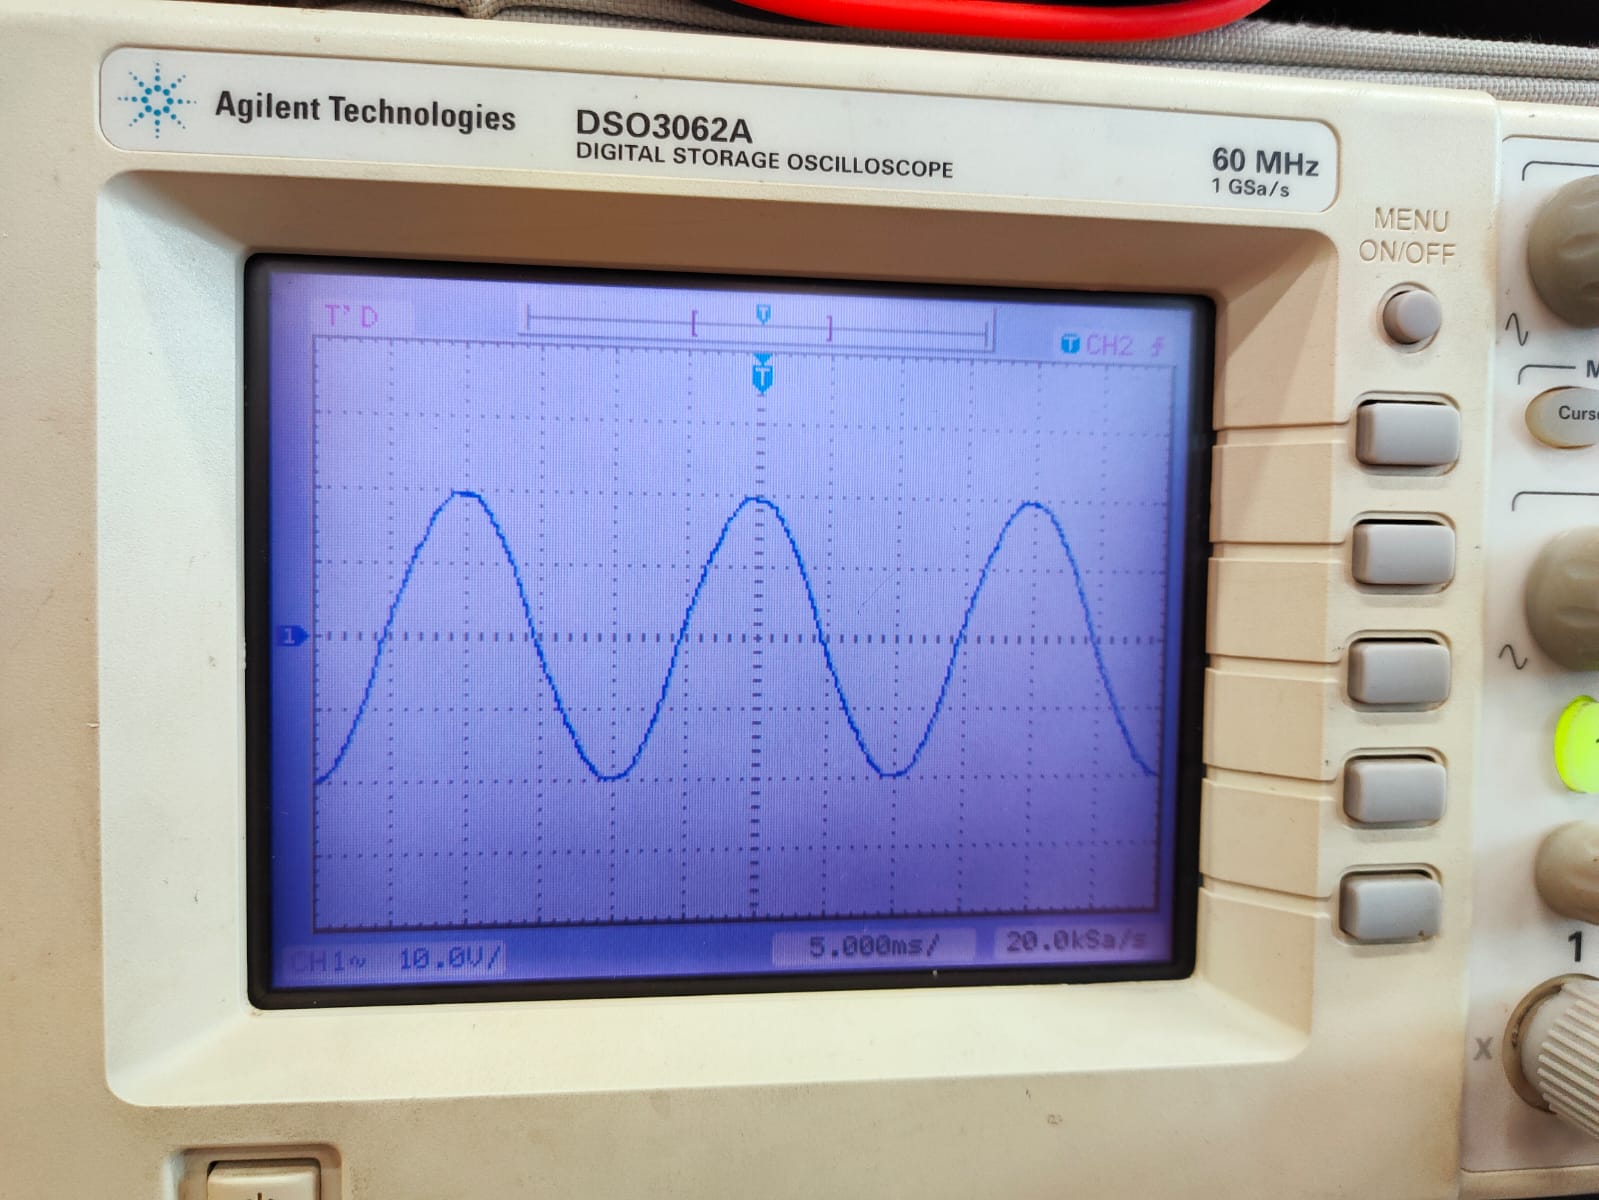 Agilent Technologies
DSO3062A
DIGITAL STORAGE OSCILLOSCOPE
60 MHz
1 GSa/s
MENU
ON/OFF
T'D
T
T CH2
T
1
CH1~ 10.0V/
5.000ms/
20.0kSa/s
1
X